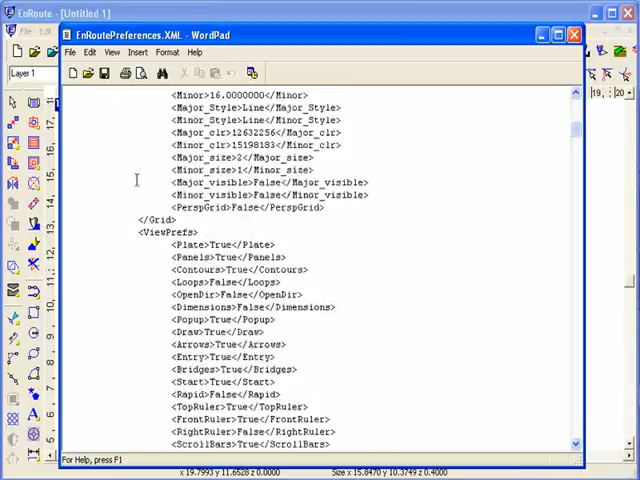 EnRoute - [Untitled 1]
EnRoutePreferences.XML - WordPad
File Edit View Insert Format Help
Layer 1
<Minor>16.0000000</Minor>
<Major_Style>Line</Major_Style>
<Minor_Style>Line</Minor_Style>
<Major_clr>12632256</Major_clr>
<Minor_clr>15198183</Minor_clr>
<Major_size>2</Major_size>
<Minor_size>1</Minor_size>
<Major_visible>False</Major_visible>
<Minor_visible>False</Minor_visible>
<PerspGrid>False</PerspGrid>
</Grid>
<ViewPrefs>
<Plate>True</Plate>
<Panels>True</Panels>
<Contours>True</Contours>
<Loops>False</Loops>
<OpenDir>False</OpenDir>
<Dimensions>False</Dimensions>
<Popup>True</Popup>
<Draw>True</Draw>
<Arrows>True</Arrows>
<Entry>True</Entry>
<Bridges>True</Bridges>
<Start>True</Start>
<Rapid>False</Rapid>
<TopRuler>True</TopRuler>
<FrontRuler>True</FrontRuler>
<RightRuler>False</RightRuler>
<ScrollBars>True</ScrollBars>
For Help, press F1
x 19.7993 y 11.6528 z 0.0000 Size x 15.8470 y 10.3749 z 0.4000